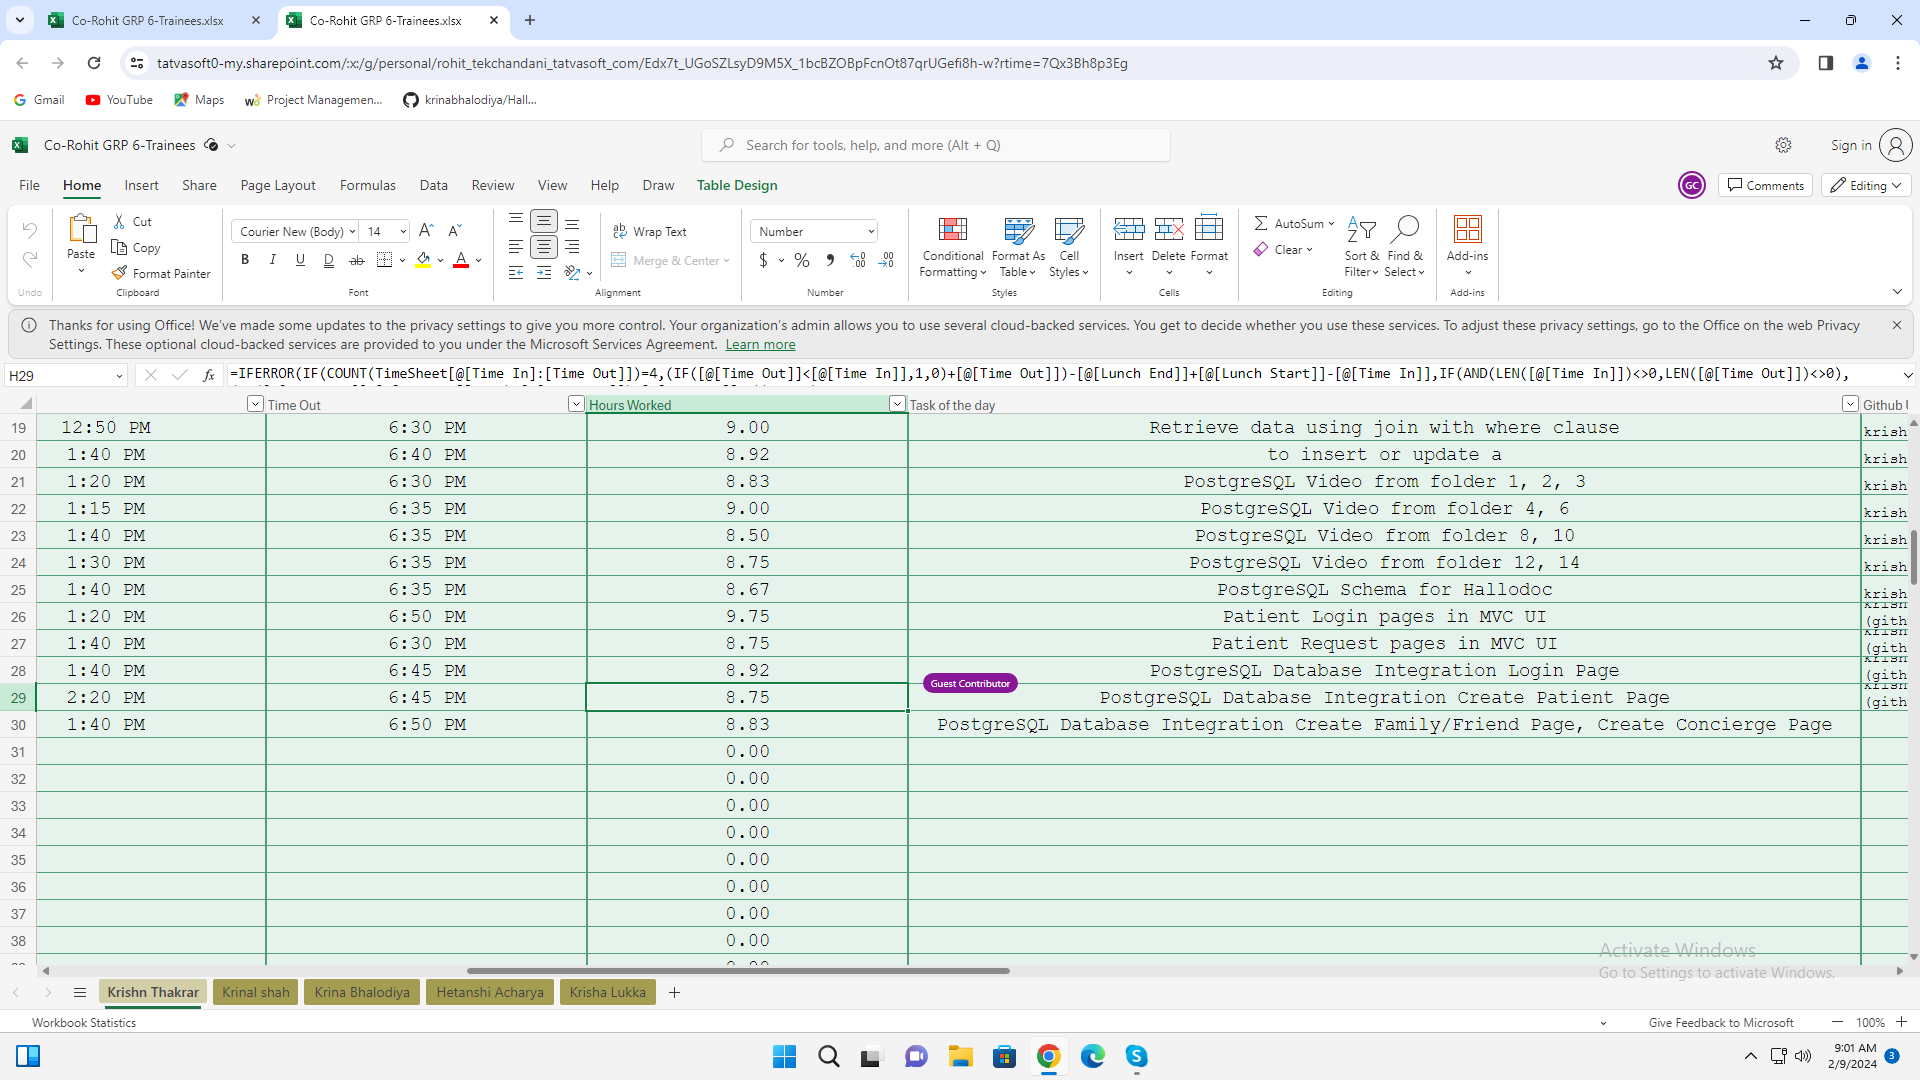 Co-Rohit GRP 6-Trainees.xlsx
Co-Rohit GRP 6-Trainees.xlsx
tatvasoft0-my.sharepoint.com/:x:/g/personal/rohit_tekchandani_tatvasoft_com/Edx7t_UGoSZLsyD9M5X_1bcBZOBpFcnOt87qrUGefi8h-w?rtime=7Qx3Bh8p3Eg
Gmail YouTube Maps Project Managemen... krinabhalodiya/Hall...
Co-Rohit GRP 6-Trainees
Search for tools, help, and more (Alt + Q)
Sign in
File Home Insert Share Page Layout Formulas Data Review View Help Draw Table Design
GC Comments Editing
Paste Cut Copy Format Painter
Undo Clipboard
Courier New (Body) 14
B I U D ab A A
Font
Wrap Text
Merge & Center
Alignment
Number
$ % 9 .00
Number
Conditional Formatting Format As Table Cell Styles
Styles
Insert Delete Format
Cells
AutoSum
Clear
Sort & Filter Find & Select
Editing
Add-ins
Add-ins
Thanks for using Office! We've made some updates to the privacy settings to give you more control. Your organization's admin allows you to use several cloud-backed services. You get to decide whether you use these services. To adjust these privacy settings, go to the Office on the web Privacy
Settings. These optional cloud-backed services are provided to you under the Microsoft Services Agreement. Learn more
H29 fx =IFERROR(IF(COUNT(TimeSheet[@[Time In]:[Time Out]])=4,(IF([@[Time Out]]<[@[Time In]],1,0)+[@[Time Out]])-[@[Lunch End]]+[@[Lunch Start]]-[@[Time In]],IF(AND(LEN([@[Time In]])<>0,LEN([@[Time Out]])<>0),
Time Out Hours Worked Task of the day Github
19 12:50 PM 6:30 PM 9.00 Retrieve data using join with where clause krish
20 1:40 PM 6:40 PM 8.92 to insert or update a krish
21 1:20 PM 6:30 PM 8.83 PostgreSQL Video from folder 1, 2, 3 krish
22 1:15 PM 6:35 PM 9.00 PostgreSQL Video from folder 4, 6 krish
23 1:40 PM 6:35 PM 8.50 PostgreSQL Video from folder 8, 10 krish
24 1:30 PM 6:35 PM 8.75 PostgreSQL Video from folder 12, 14 krish
25 1:40 PM 6:35 PM 8.67 PostgreSQL Schema for Hallodoc krish
26 1:20 PM 6:50 PM 9.75 Patient Login pages in MVC UI (gith
27 1:40 PM 6:30 PM 8.75 Patient Request pages in MVC UI (gith
28 1:40 PM 6:45 PM 8.92 PostgreSQL Database Integration Login Page (gith
Guest Contributor
29 2:20 PM 6:45 PM 8.75 PostgreSQL Database Integration Create Patient Page (gith
30 1:40 PM 6:50 PM 8.83 PostgreSQL Database Integration Create Family/Friend Page, Create Concierge Page
31 0.00
32 0.00
33 0.00
34 0.00
35 0.00
36 0.00
37 0.00
38 0.00
Activate Windows
Go to Settings to activate Windows.
Krishn Thakrar Krinal shah Krina Bhalodiya Hetanshi Acharya Krisha Lukka
Workbook Statistics Give Feedback to Microsoft 100%
9:01 AM
2/9/2024
3